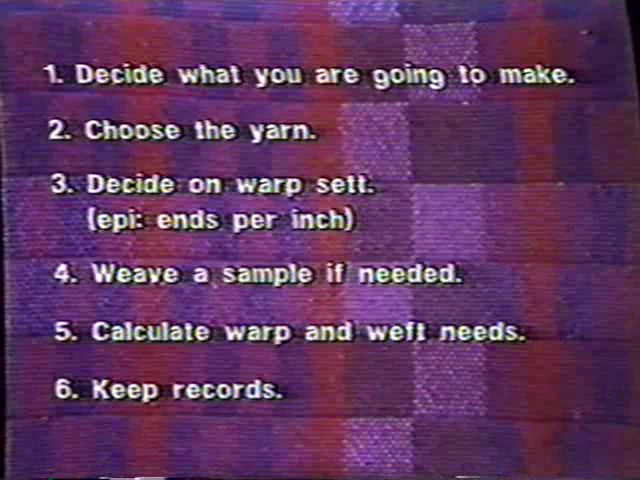 1. Decide what you are going to make.
2. Choose the yarn.
3. Decide on warp sett.
(epi: ends per inch)
4. Weave a sample if needed.
5. Calculate warp and weft needs.
6. Keep records.